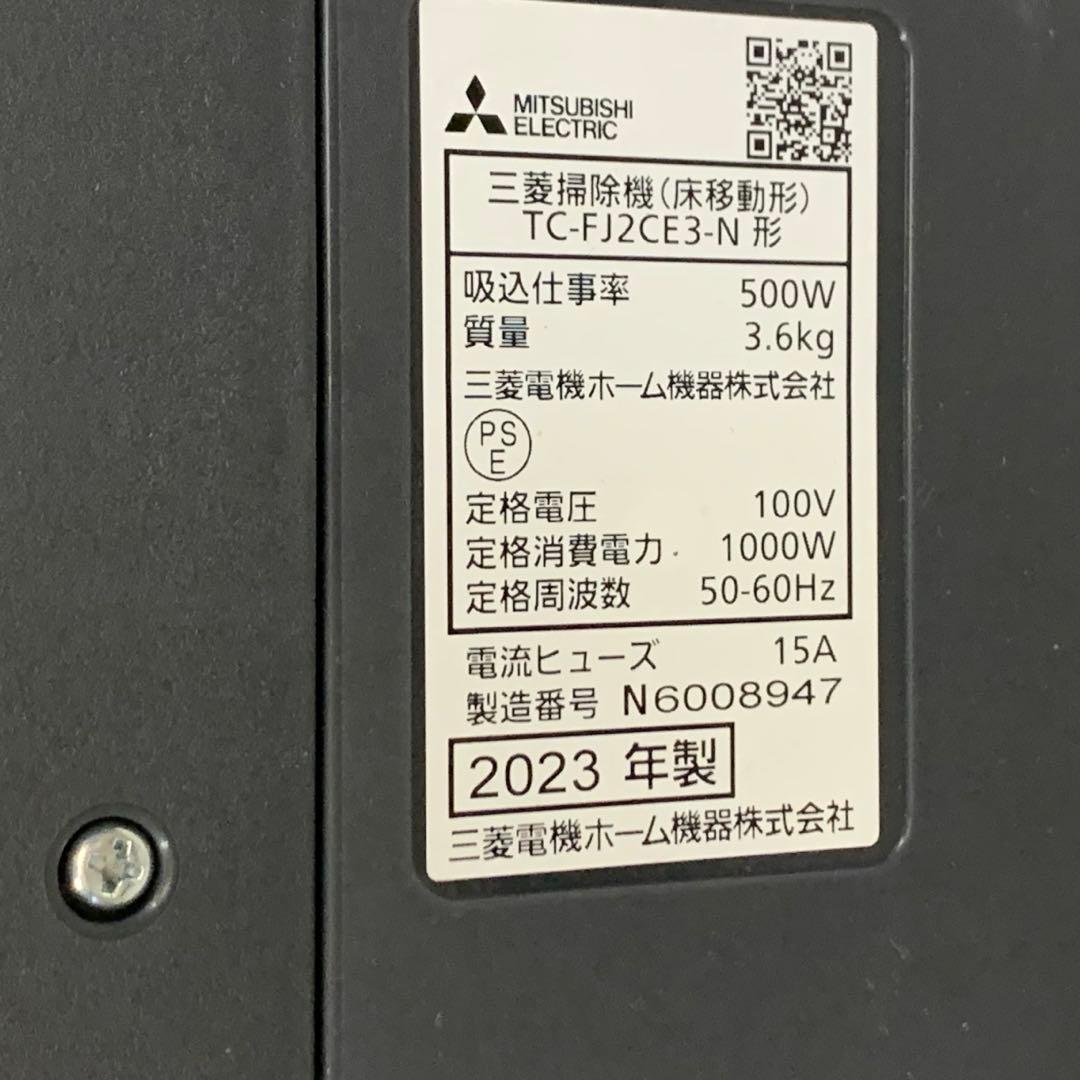 MITSUBISHI
ELECTRIC
三菱掃除機(床移動形)
TC-FJ2CE3-N 形
吸込仕事率 500W
質量 3.6kg
三菱電機ホーム機器株式会社
PS
E
定格電圧 100V
定格消費電力 1000W
定格周波数 50-60Hz
電流ヒューズ 15A
製造番号 N6008947
2023 年製
三菱電機ホーム機器株式会社